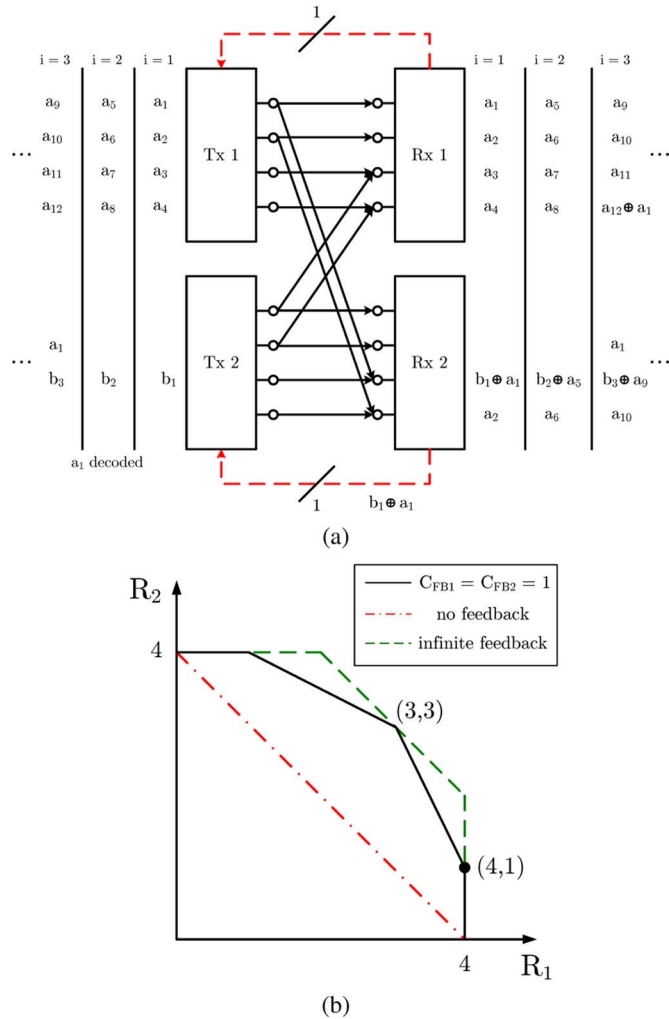 1
i = 3 i = 2 i = 1 i = 1 i = 2 i = 3
a9 a5 a1 Tx 1 Rx 1 a1 a5 a9
a10 a6 a2 a2 a6 a10
... a11 a7 a3 a3 a7 a11 ...
a12 a8 a4 a4 a8 a12 ⊕ a1
Tx 2 Rx 2
... a1 a1 ...
b3 b2 b1 b1 ⊕ a1 b2 ⊕ a5 b3 ⊕ a9
a2 a6 a10
a1 decoded
1 b1 ⊕ a1
(a)
R2
CFB1 = CFB2 = 1
no feedback
infinite feedback
4
(3,3)
(4,1)
4
R1
(b)